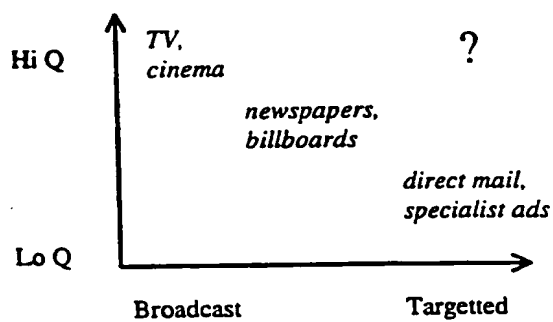 TV,
cinema
?
Hi Q
newspapers,
billboards
direct mail,
specialist ads
Lo Q
Broadcast
Targetted